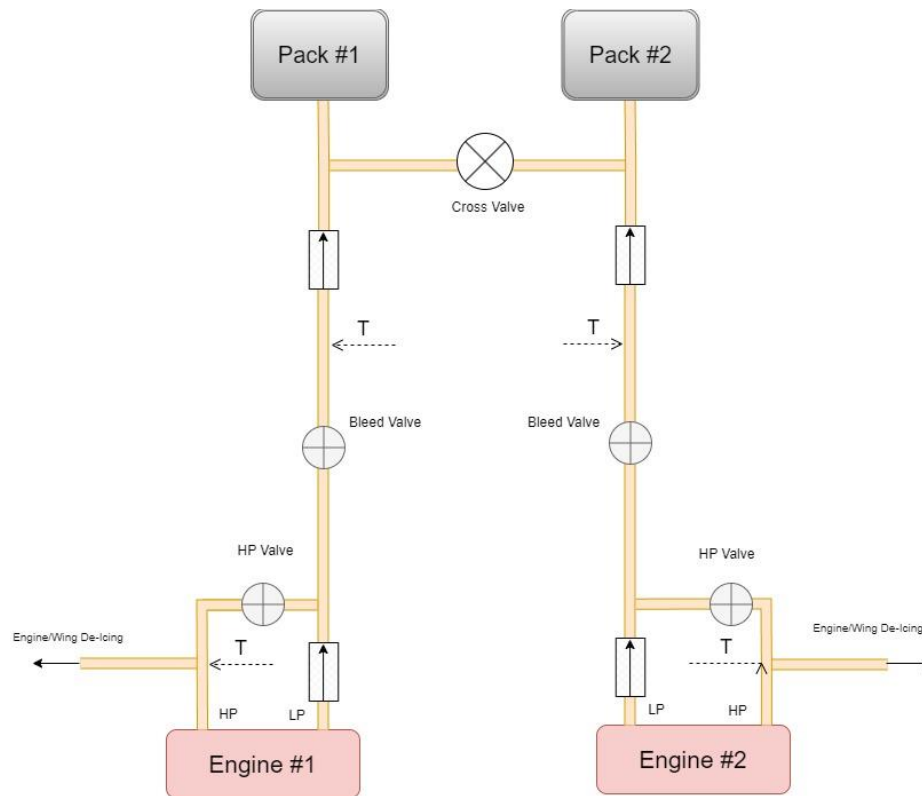 Pack #1
Pack #2
Cross Valve
T
T
Bleed Valve
Bleed Valve
HP Valve
HP Valve
Engine/Wing De-Icing
Engine/Wing De-Icing
T
T
HP
LP
LP
HP
Engine #1
Engine #2